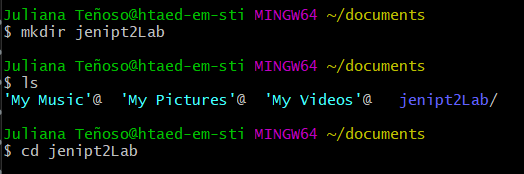 Juliana Teñoso@htaed-em-sti MINGW64 ~/documents
$ mkdir jenipt2Lab
Juliana Teñoso@htaed-em-sti MINGW64 ~/documents
$ ls
'My Music'@  'My Pictures'@  'My Videos'@   jenipt2Lab/
Juliana Teñoso@htaed-em-sti MINGW64 ~/documents
$ cd jenipt2Lab